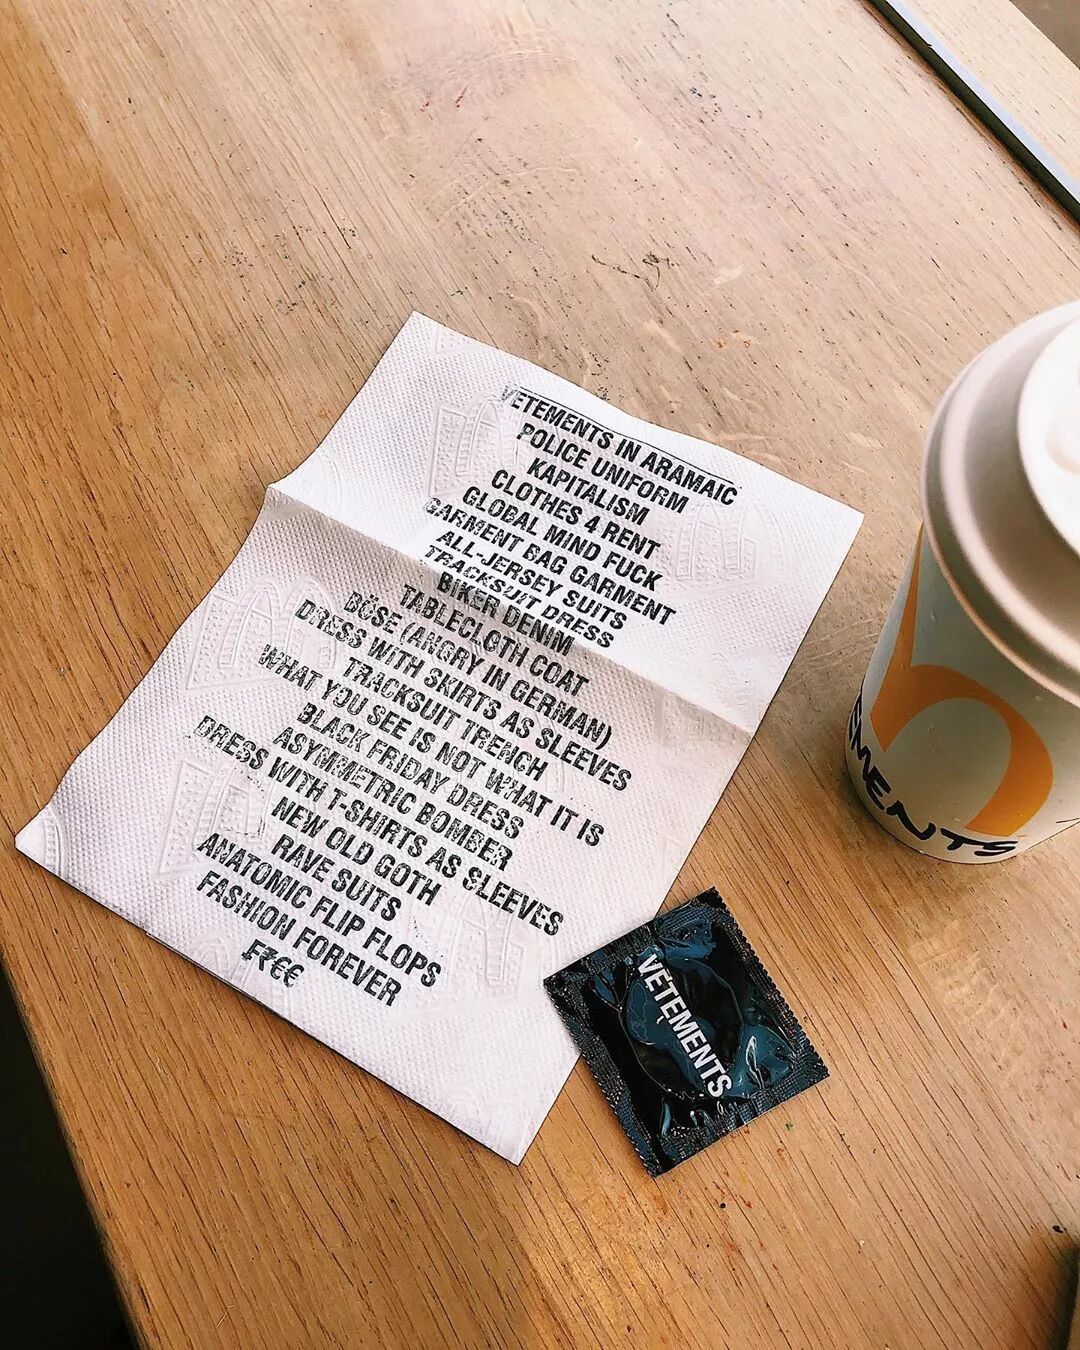 VETEMENTS IN ARAMAIC
POLICE UNIFORM
KAPITALISM
CLOTHES 4 RENT
GLOBAL MIND FUCK
GARMENT BAG GARMENT
ALL-JERSEY SUITS
TRACKSUIT DRESS
BIKER DENIM
TABLECLOTH COAT
BÖSE (ANGRY IN GERMAN)
DRESS WITH SKIRTS AS SLEEVES
TRACKSUIT TRENCH
WHAT YOU SEE IS NOT WHAT IT IS
BLACK FRIDAY DRESS
ASYMMETRIC BOMBER
DRESS WITH T-SHIRTS AS SLEEVES
NEW OLD GOTH
RAVE SUITS
ANATOMIC FLIP FLOPS
FASHION FOREVER
FR€€
VETEMENTS
EMENTS